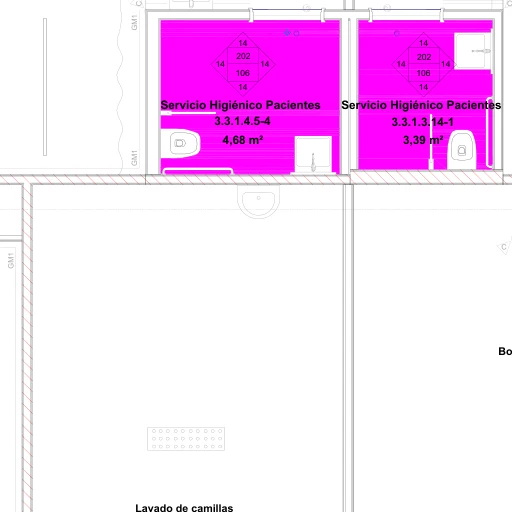 GM1
14
202
14
14
106
14
Servicio Higiénico Pacientes
3.3.1.4.5-4
4,68 m²
14
202
14
14
106
14
Servicio Higiénico Pacientes
3.3.1.3.14-1
3,39 m²
GM1
GM1
C
Bo
Lavado de camillas